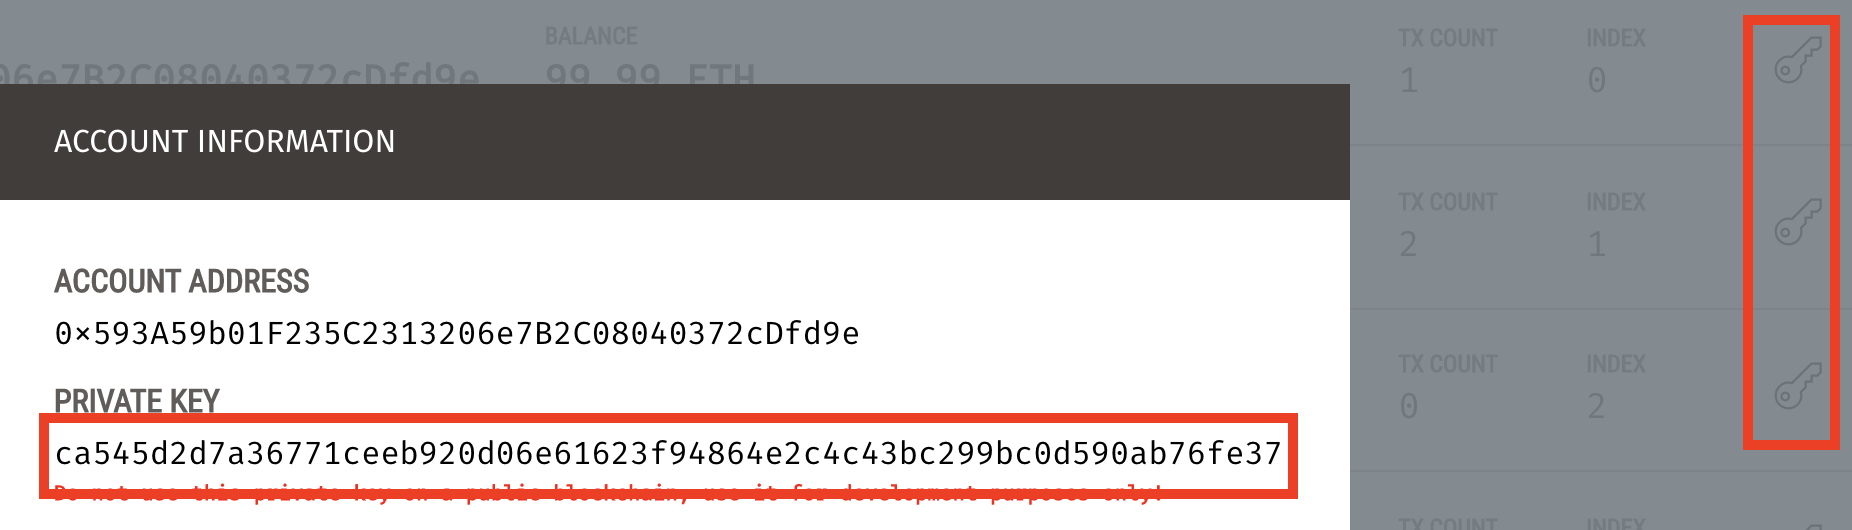 BALANCE
TX COUNT
INDEX
06e7B2C08040372cDfd9e
99.99 ETH
1
0
ACCOUNT INFORMATION
TX COUNT
INDEX
2
1
ACCOUNT ADDRESS
0×593A59b01F235C2313206e7B2C08040372cDfd9e
TX COUNT
INDEX
0
2
PRIVATE KEY
ca545d2d7a36771ceeb920d06e61623f94864e2c4c43bc299bc0d590ab76fe37
Do not use this private key on a public blockchain, use it for development purposes only!
TX COUNT
INDEX